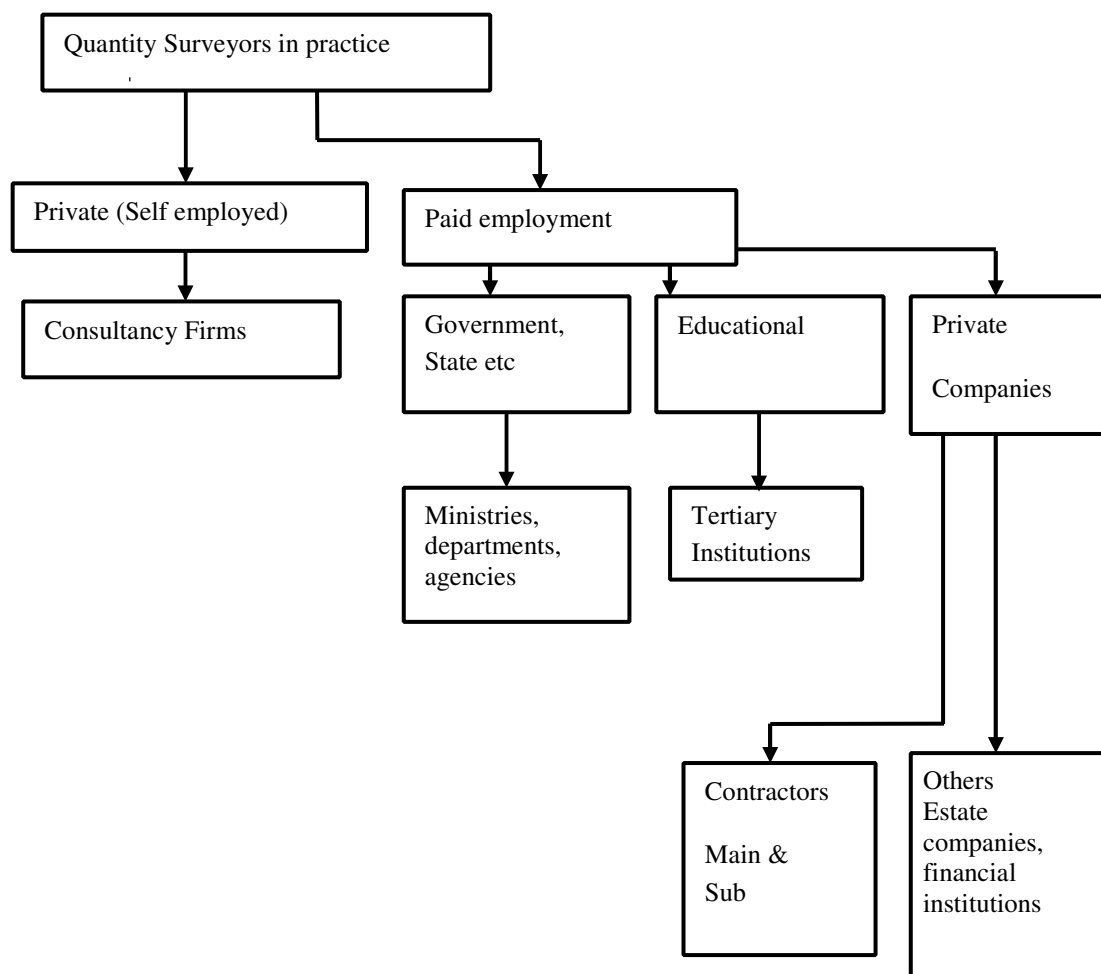 Quantity Surveyors in practice
Private (Self employed)
Paid employment
Consultancy Firms
Government,
State etc
Educational
Private
Companies
Ministries,
departments,
agencies
Tertiary
Institutions
Contractors
Main &
Sub
Others
Estate
companies,
financial
institutions